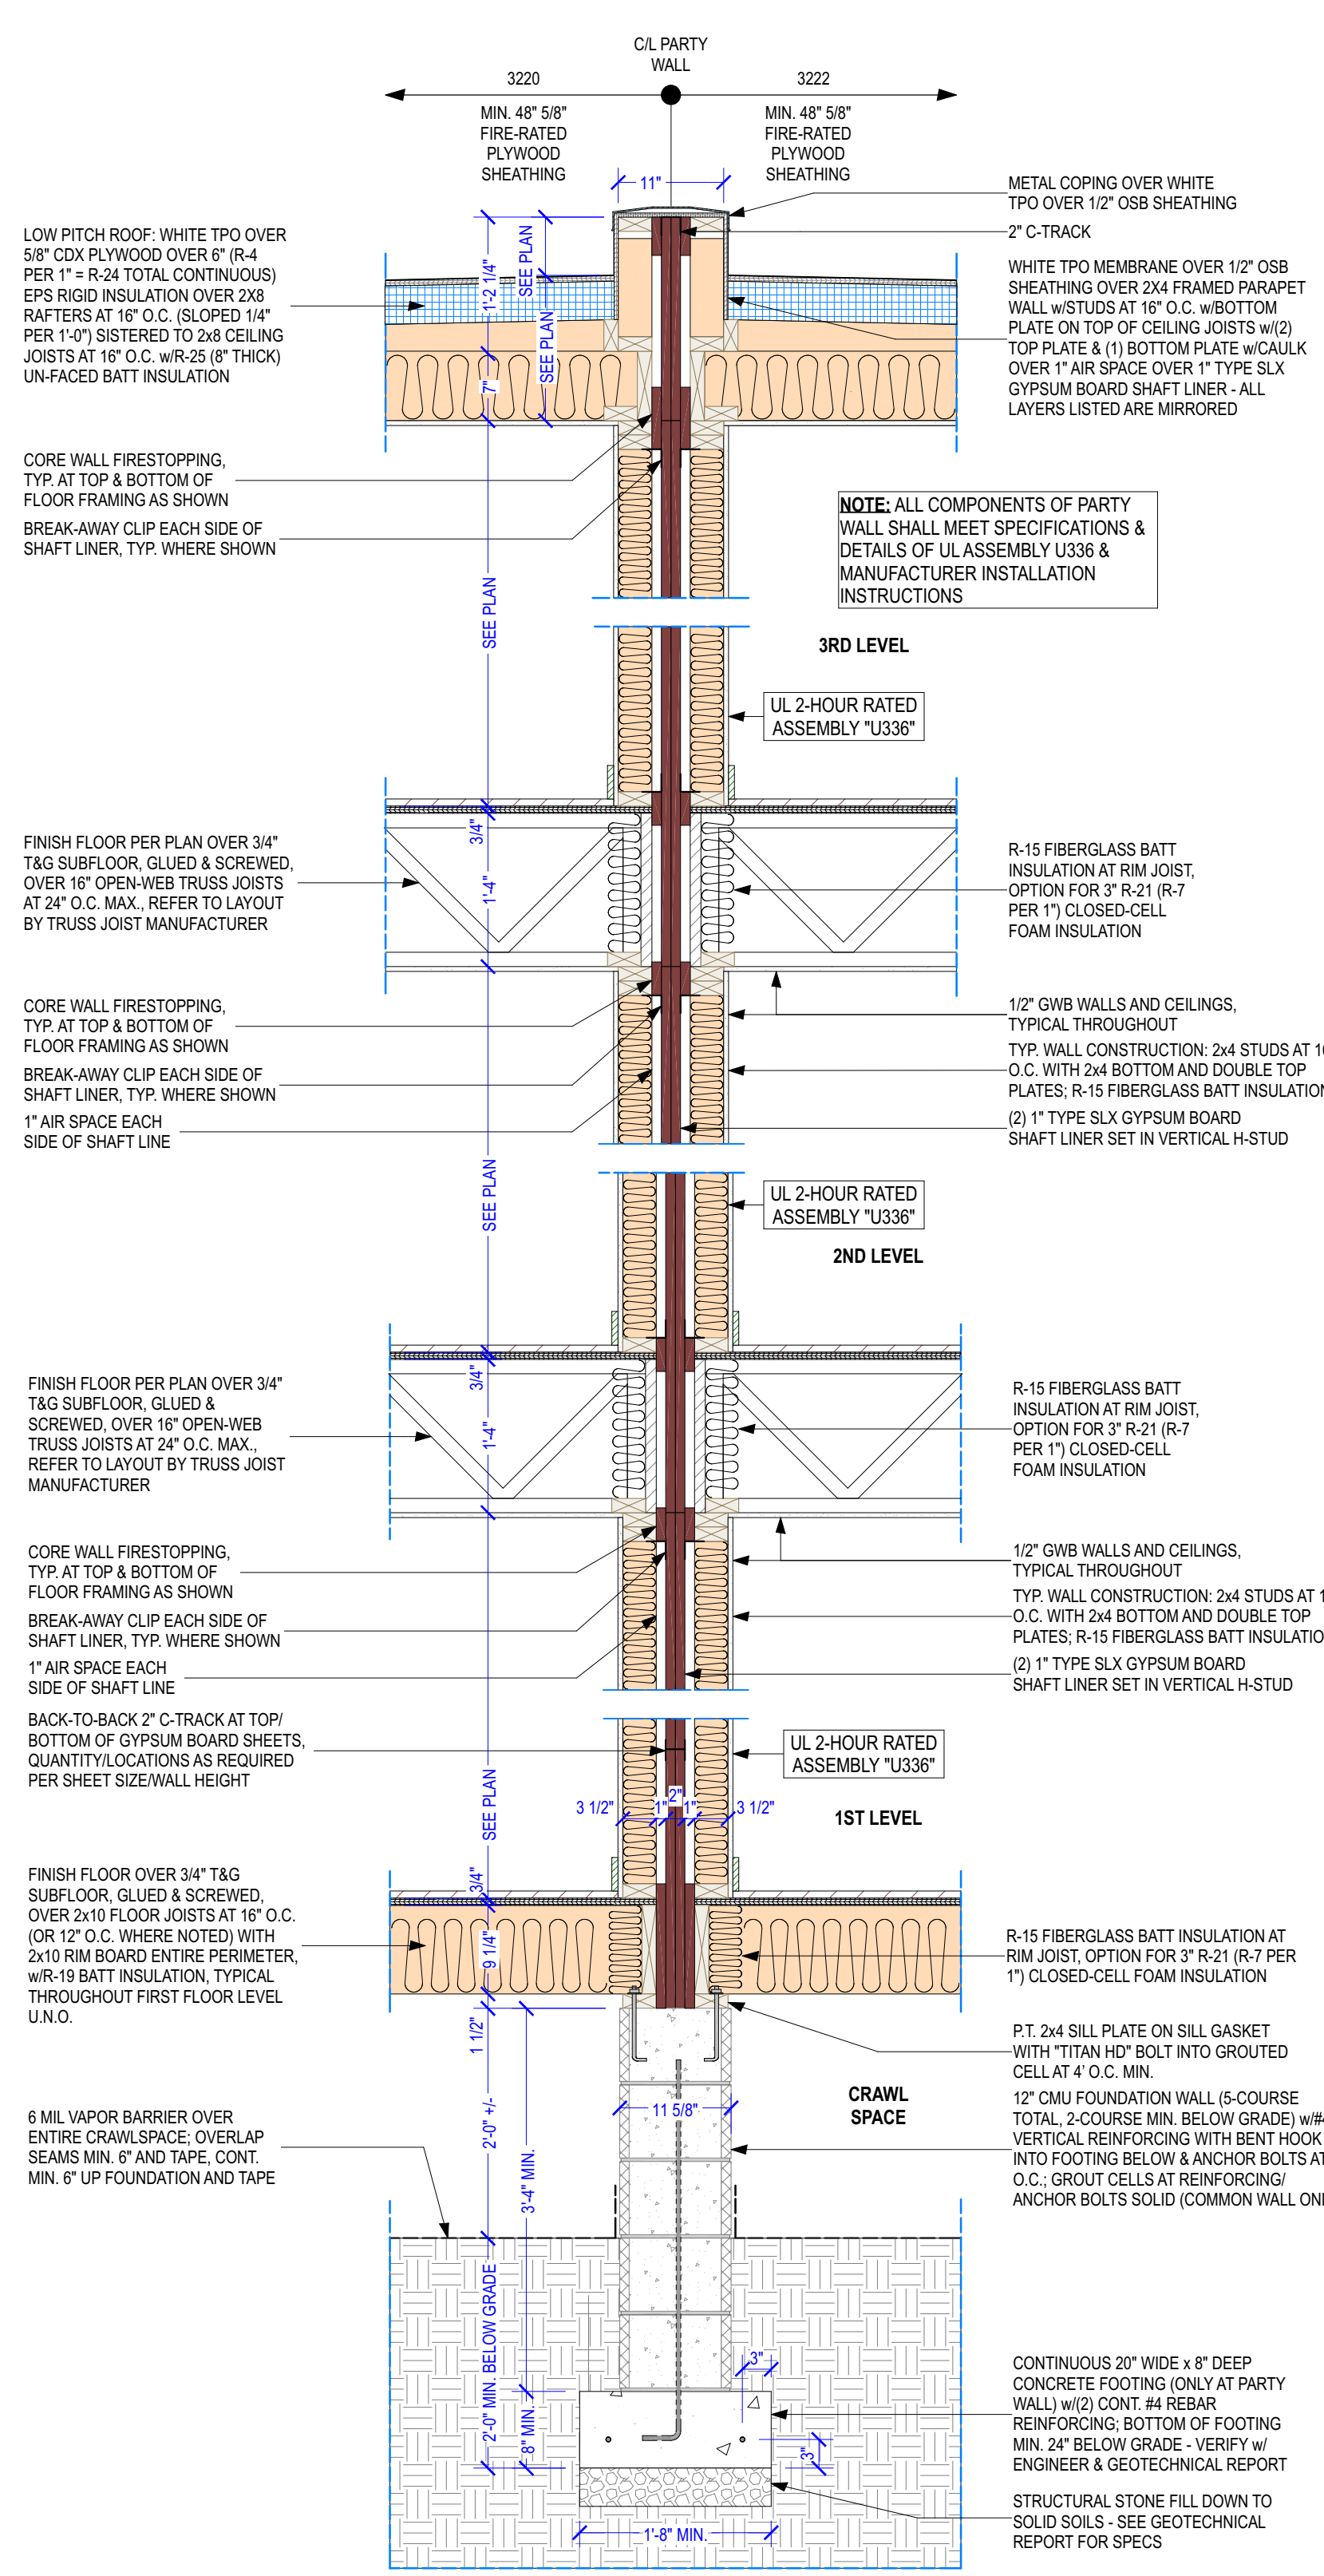 C/L PARTY
WALL
3220
3222
MIN. 48" 5/8"
FIRE-RATED
PLYWOOD
SHEATHING
MIN. 48" 5/8"
FIRE-RATED
PLYWOOD
SHEATHING
11"
METAL COPING OVER WHITE
TPO OVER 1/2" OSB SHEATHING
2" C-TRACK
LOW PITCH ROOF: WHITE TPO OVER
5/8" CDX PLYWOOD OVER 6" (R-4
PER 1" = R-24 TOTAL CONTINUOUS)
EPS RIGID INSULATION OVER 2X8
RAFTERS AT 16" O.C. (SLOPED 1/4"
PER 1'-0") SISTERED TO 2x8 CEILING
JOISTS AT 16" O.C. w/R-25 (8" THICK)
UN-FACED BATT INSULATION
1'-2 1/4"
SEE PLAN
SEE PLAN
7"
WHITE TPO MEMBRANE OVER 1/2" OSB
SHEATHING OVER 2X4 FRAMED PARAPET
WALL w/STUDS AT 16" O.C. w/BOTTOM
PLATE ON TOP OF CEILING JOISTS w/(2)
TOP PLATE & (1) BOTTOM PLATE w/CAULK
OVER 1" AIR SPACE OVER 1" TYPE SLX
GYPSUM BOARD SHAFT LINER - ALL
LAYERS LISTED ARE MIRRORED
CORE WALL FIRESTOPPING,
TYP. AT TOP & BOTTOM OF
FLOOR FRAMING AS SHOWN
BREAK-AWAY CLIP EACH SIDE OF
SHAFT LINER, TYP. WHERE SHOWN
NOTE: ALL COMPONENTS OF PARTY
WALL SHALL MEET SPECIFICATIONS &
DETAILS OF UL ASSEMBLY U336 &
MANUFACTURER INSTALLATION
INSTRUCTIONS
SEE PLAN
3RD LEVEL
UL 2-HOUR RATED
ASSEMBLY "U336"
FINISH FLOOR PER PLAN OVER 3/4"
T&G SUBFLOOR, GLUED & SCREWED,
OVER 16" OPEN-WEB TRUSS JOISTS
AT 24" O.C. MAX., REFER TO LAYOUT
BY TRUSS JOIST MANUFACTURER
3/4"
1'-4"
R-15 FIBERGLASS BATT
INSULATION AT RIM JOIST,
OPTION FOR 3" R-21 (R-7
PER 1") CLOSED-CELL
FOAM INSULATION
CORE WALL FIRESTOPPING,
TYP. AT TOP & BOTTOM OF
FLOOR FRAMING AS SHOWN
BREAK-AWAY CLIP EACH SIDE OF
SHAFT LINER, TYP. WHERE SHOWN
1" AIR SPACE EACH
SIDE OF SHAFT LINE
1/2" GWB WALLS AND CEILINGS,
TYPICAL THROUGHOUT
TYP. WALL CONSTRUCTION: 2x4 STUDS AT
O.C. WITH 2x4 BOTTOM AND DOUBLE TOP
PLATES; R-15 FIBERGLASS BATT INSULATION
(2) 1" TYPE SLX GYPSUM BOARD
SHAFT LINER SET IN VERTICAL H-STUD
SEE PLAN
UL 2-HOUR RATED
ASSEMBLY "U336"
2ND LEVEL
FINISH FLOOR PER PLAN OVER 3/4"
T&G SUBFLOOR, GLUED &
SCREWED, OVER 16" OPEN-WEB
TRUSS JOISTS AT 24" O.C. MAX.,
REFER TO LAYOUT BY TRUSS JOIST
MANUFACTURER
3/4"
1'-4"
R-15 FIBERGLASS BATT
INSULATION AT RIM JOIST,
OPTION FOR 3" R-21 (R-7
PER 1") CLOSED-CELL
FOAM INSULATION
CORE WALL FIRESTOPPING,
TYP. AT TOP & BOTTOM OF
FLOOR FRAMING AS SHOWN
BREAK-AWAY CLIP EACH SIDE OF
SHAFT LINER, TYP. WHERE SHOWN
1" AIR SPACE EACH
SIDE OF SHAFT LINE
BACK-TO-BACK 2" C-TRACK AT TOP/
BOTTOM OF GYPSUM BOARD SHEETS,
QUANTITY/LOCATIONS AS REQUIRED
PER SHEET SIZE/WALL HEIGHT
1/2" GWB WALLS AND CEILINGS,
TYPICAL THROUGHOUT
TYP. WALL CONSTRUCTION: 2x4 STUDS AT
O.C. WITH 2x4 BOTTOM AND DOUBLE TOP
PLATES; R-15 FIBERGLASS BATT
(2) 1" TYPE SLX GYPSUM BOARD
SHAFT LINER SET IN VERTICAL H-STUD
SEE PLAN
UL 2-HOUR RATED
ASSEMBLY "U336"
3 1/2"
1"
2"
1"
3 1/2"
1ST LEVEL
FINISH FLOOR OVER 3/4" T&G
SUBFLOOR, GLUED & SCREWED,
OVER 2x10 FLOOR JOISTS AT 16" O.C.
(OR 12" O.C. WHERE NOTED) WITH
2x10 RIM BOARD ENTIRE PERIMETER,
w/R-19 BATT INSULATION, TYPICAL
THROUGHOUT FIRST FLOOR LEVEL
U.N.O.
3/4"
9 1/4"
1 1/2"
R-15 FIBERGLASS BATT INSULATION AT
RIM JOIST, OPTION FOR 3" R-21 (R-7 PER
1") CLOSED-CELL FOAM INSULATION
P.T. 2x4 SILL PLATE ON SILL GASKET
WITH "TITAN HD" BOLT INTO GROUTED
CELL AT 4' O.C. MIN.
CRAWL
SPACE
11 5/8"
2'-0" +/-
3'-4" MIN.
6 MIL VAPOR BARRIER OVER
ENTIRE CRAWLSPACE; OVERLAP
SEAMS MIN. 6" AND TAPE, CONT.
MIN. 6" UP FOUNDATION AND TAPE
12" CMU FOUNDATION WALL (5-COURSE
TOTAL, 2-COURSE MIN. BELOW GRADE)
VERTICAL REINFORCING WITH BENT HOOK
INTO FOOTING BELOW & ANCHOR BOLTS AT
O.C.; GROUT CELLS AT REINFORCING/
ANCHOR BOLTS SOLID (COMMON WALL
2'-0" MIN. BELOW GRADE
8" MIN.
3"
3"
1'-8" MIN.
CONTINUOUS 20" WIDE x 8" DEEP
CONCRETE FOOTING (ONLY AT PARTY
WALL) w/(2) CONT. #4 REBAR
REINFORCING; BOTTOM OF FOOTING
MIN. 24" BELOW GRADE - VERIFY w/
ENGINEER & GEOTECHNICAL REPORT
STRUCTURAL STONE FILL DOWN TO
SOLID SOILS - SEE GEOTECHNICAL
REPORT FOR SPECS